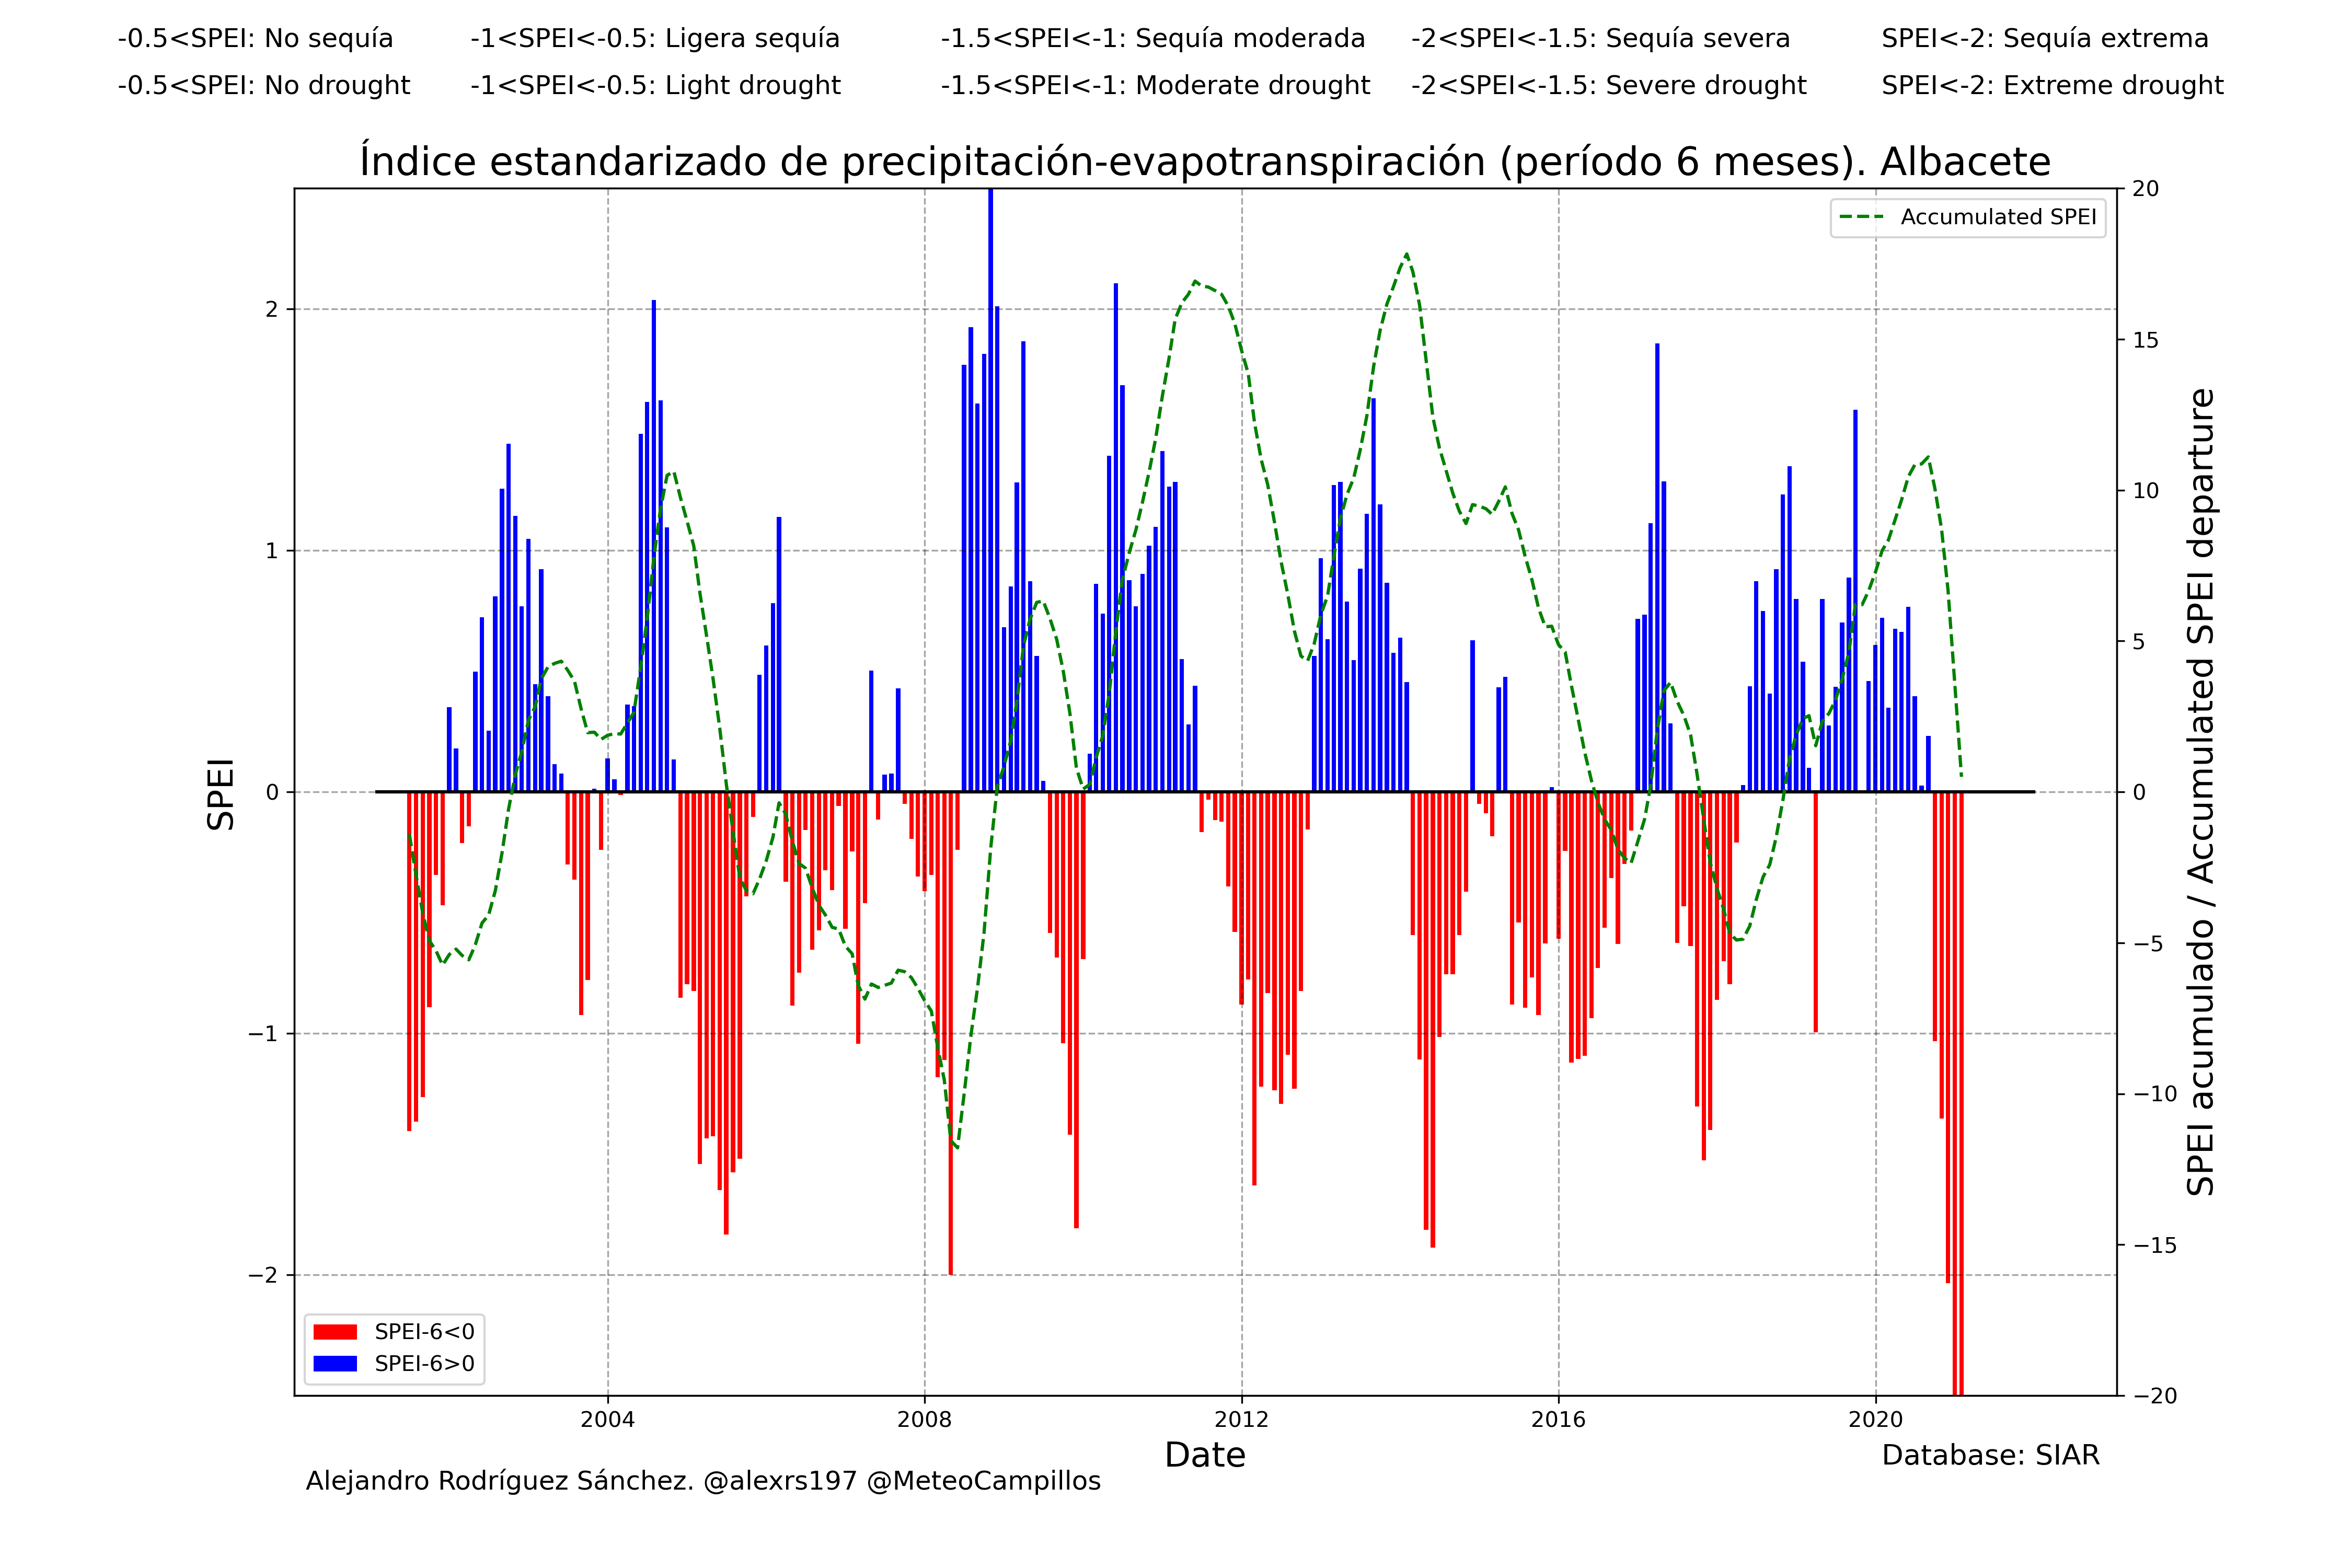 -0.5<SPEI: No sequía -1<SPEI<-0.5: Ligera sequía -1.5<SPEI<-1: Sequía moderada -2<SPEI<-1.5: Sequía severa SPEI<-2: Sequía extrema
-0.5<SPEI: No drought -1<SPEI<-0.5: Light drought -1.5<SPEI<-1: Moderate drought -2<SPEI<-1.5: Severe drought SPEI<-2: Extreme drought
Índice estandarizado de precipitación-evapotranspiración (período 6 meses). Albacete
Accumulated SPEI
SPEI
2
1
0
−1
−2
20
15
10
5
0
−5
−10
−15
−20
SPEI acumulado / Accumulated SPEI departure
SPEI-6<0
SPEI-6>0
2004 2008 2012 2016 2020
Date
Database: SIAR
Alejandro Rodríguez Sánchez. @alexrs197 @MeteoCampillos